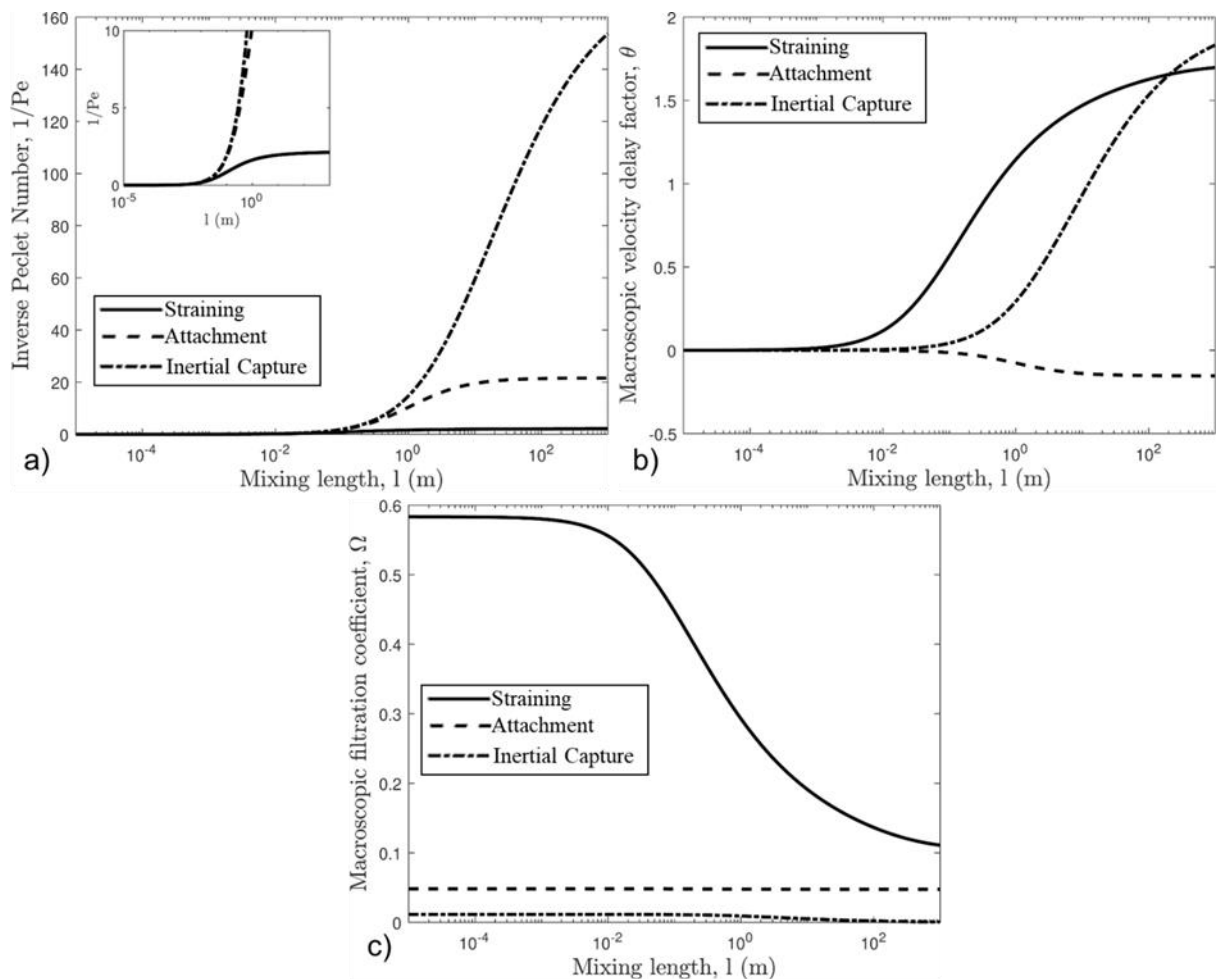 160
140
120
100
80
60
40
20
0
Inverse Peclet Number, 1/Pe
10
5
0
1/Pe
10^-5
10^0
l (m)
Straining
Attachment
Inertial Capture
10^-4
10^-2
10^0
10^2
Mixing length, l (m)
a)
2
1.5
1
0.5
0
-0.5
Macroscopic velocity delay factor, θ
Straining
Attachment
Inertial Capture
10^-4
10^-2
10^0
10^2
Mixing length, l (m)
b)
0.6
0.5
0.4
0.3
0.2
0.1
0
Macroscopic filtration coefficient, Ω
Straining
Attachment
Inertial Capture
10^-4
10^-2
10^0
10^2
Mixing length, l (m)
c)